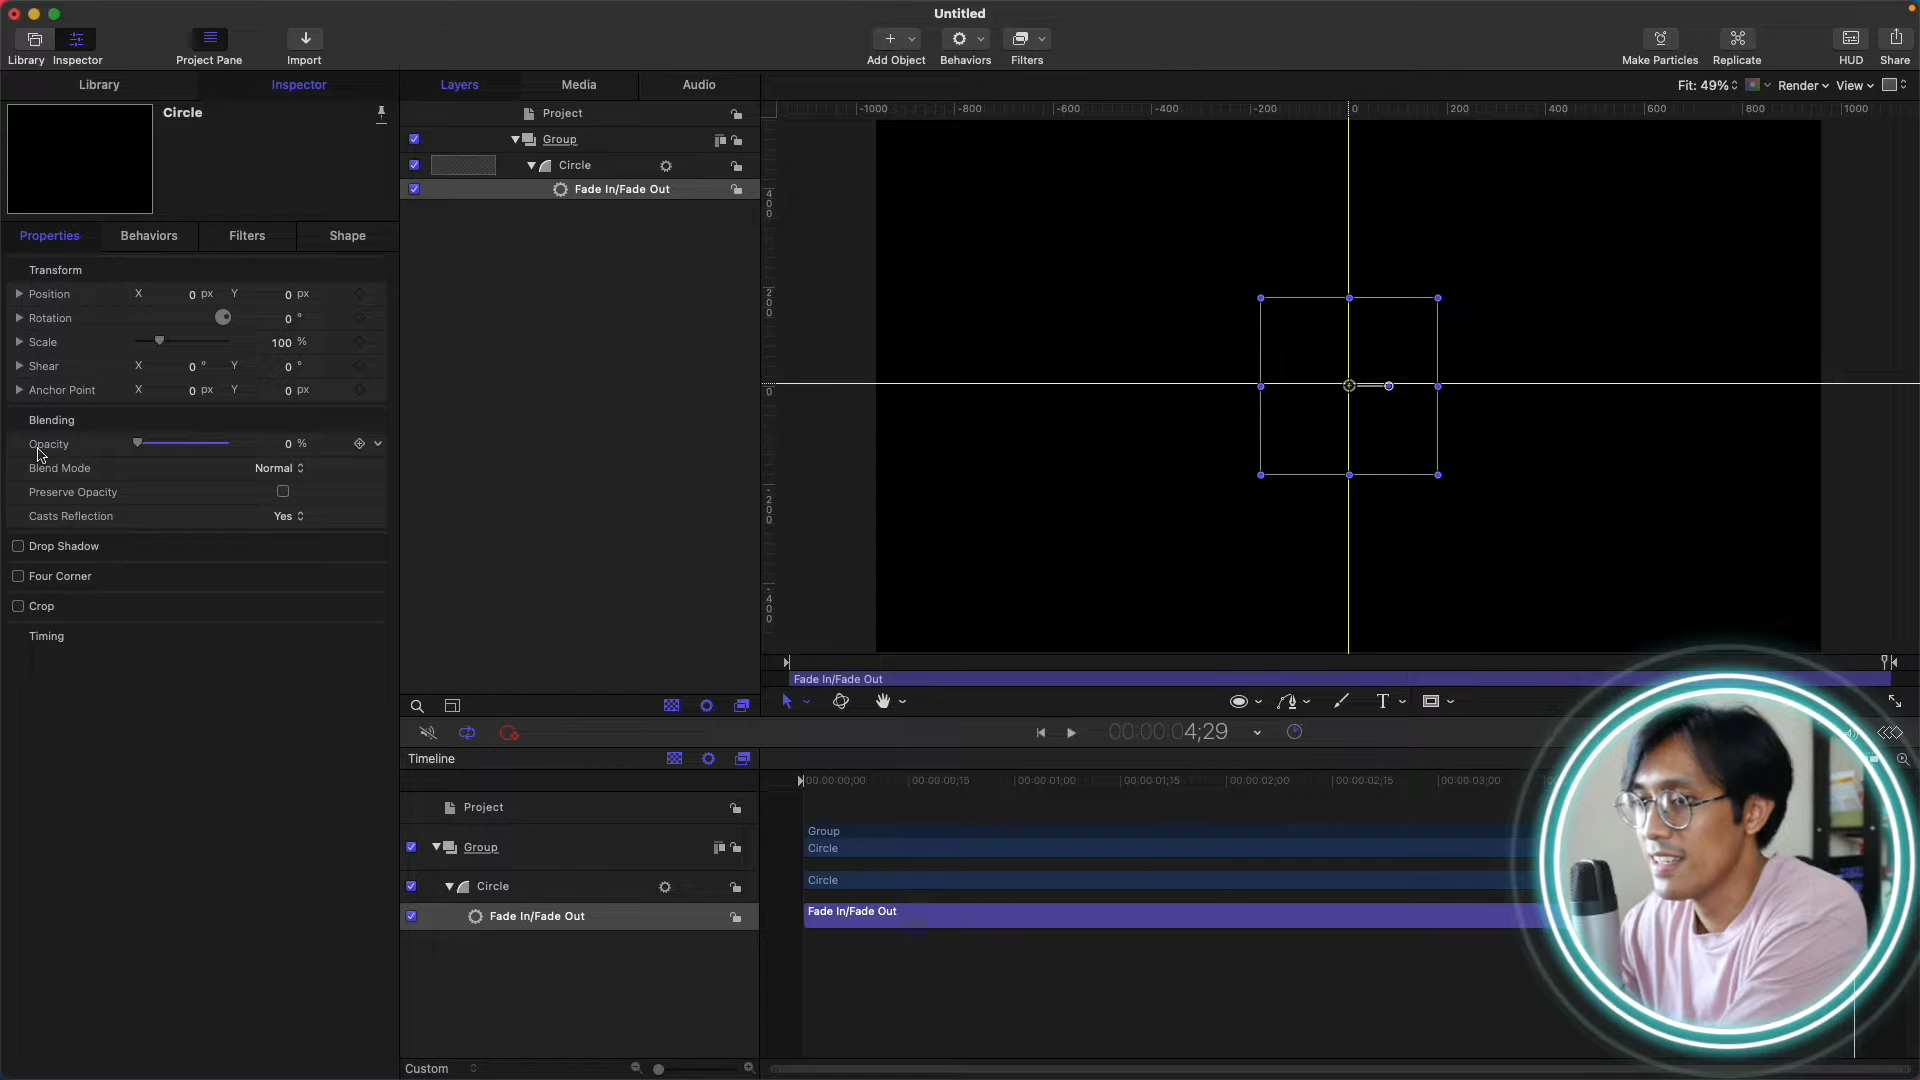 Untitled
Library Inspector Project Pane Import Add Object Behaviors Filters Make Particles Replicate HUD Share
Library Inspector
Circle
Properties Behaviors Filters Shape
Transform
Position X 0 px Y 0 px
Rotation 0 °
Scale 100 %
Shear X 0 ° Y 0 °
Anchor Point X 0 px Y 0 px
Blending
Opacity 0 %
Blend Mode Normal
Preserve Opacity
Casts Reflection Yes
Drop Shadow
Four Corner
Crop
Timing
Layers Media Audio
Project
Group
Circle
Fade In/Fade Out
Fit: 49% Render View
-1000 -800 -600 -400 -200 0 200 400 600 800 1000
400
200
0
-200
-400
Fade In/Fade Out
T
00:00:04;29
Timeline
00:00:00;00 00:00:00;15 00:00:01;00 00:00:01;15 00:00:02;00 00:00:02;15 00:00:03;00
Project
Group
Circle
Fade In/Fade Out
Group
Circle
Circle
Fade In/Fade Out
Custom